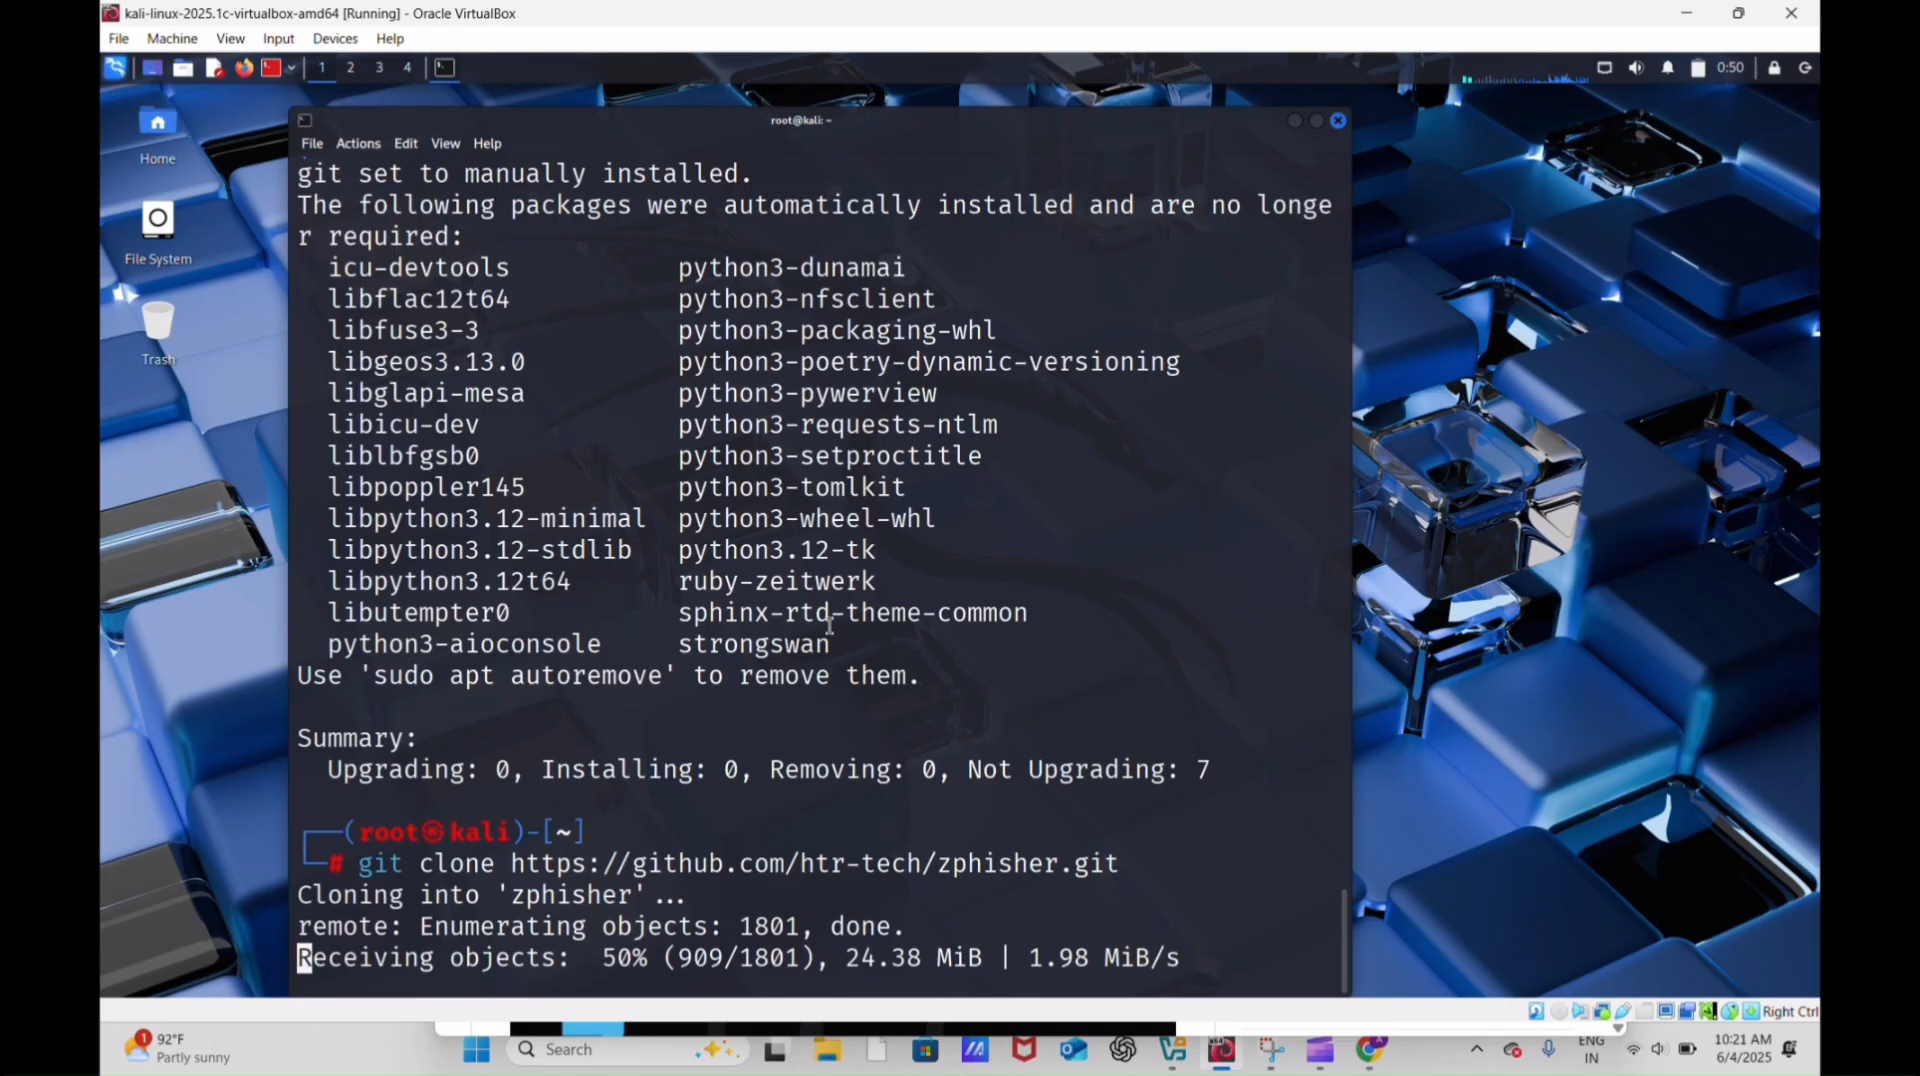 kali-linux-2025.1c-virtualbox-amd64 [Running] - Oracle VirtualBox
File Machine View Input Devices Help
1 2 3 4
0:50
Home
File System
Trash
root@kali: ~
File Actions Edit View Help
git set to manually installed.
The following packages were automatically installed and are no longe
r required:
icu-devtools python3-dunamai
libflac12t64 python3-nfsclient
libfuse3-3 python3-packaging-whl
libgeos3.13.0 python3-poetry-dynamic-versioning
libglapi-mesa python3-pywerview
libicu-dev python3-requests-ntlm
liblbfgsb0 python3-setproctitle
libpoppler145 python3-tomlkit
libpython3.12-minimal python3-wheel-whl
libpython3.12-stdlib python3.12-tk
libpython3.12t64 ruby-zeitwerk
libutempter0 sphinx-rtd-theme-common
python3-aioconsole strongswan
Use 'sudo apt autoremove' to remove them.
Summary:
Upgrading: 0, Installing: 0, Removing: 0, Not Upgrading: 7
┌──(root㉿kali)-[~]
└─# git clone https://github.com/htr-tech/zphisher.git
Cloning into 'zphisher'...
remote: Enumerating objects: 1801, done.
Receiving objects: 50% (909/1801), 24.38 MiB | 1.98 MiB/s
Right Ctrl
1
92°F
Partly sunny
Search
ENG
IN
10:21 AM
6/4/2025